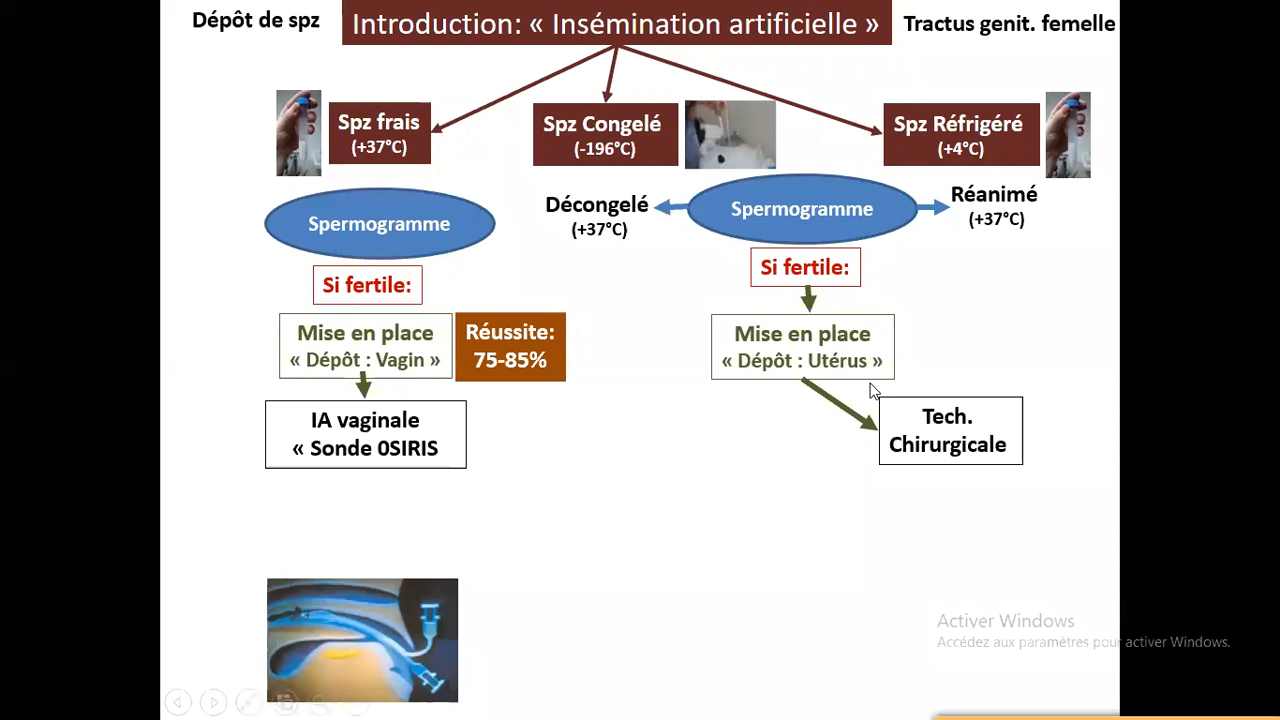 Dépôt de spz
Introduction: « Insémination artificielle »
Tractus genit. femelle
Spz frais
(+37°C)
Spz Congelé
(-196°C)
Spz Réfrigéré
(+4°C)
Spermogramme
Décongelé
(+37°C)
Spermogramme
Réanimé
(+37°C)
Si fertile:
Si fertile:
Mise en place
« Dépôt : Vagin »
Réussite:
75-85%
Mise en place
« Dépôt : Utérus »
IA vaginale
« Sonde 0SIRIS
Tech.
Chirurgicale
Activer Windows
Accédez aux paramètres pour activer Windows.